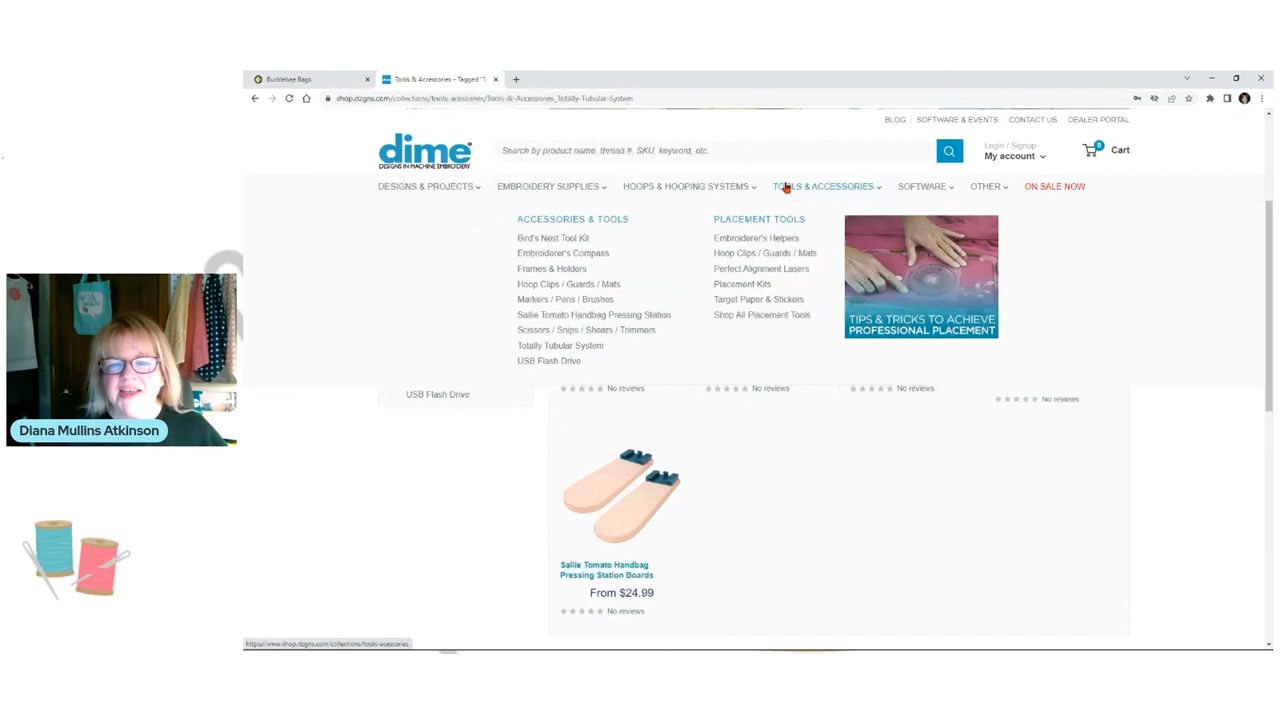 Bucklebee Bags
Tools & Accessories – Tagged "T
shop.dzgns.com/collections/tools-acessories/Tools-&-Accessories_Totally-Tubular-System
BLOG
SOFTWARE & EVENTS
CONTACT US
DEALER PORTAL
dime
DESIGNS IN MACHINE EMBROIDERY
Search by product name, thread #, SKU, keyword, etc.
Login / Signup
My account
0
Cart
DESIGNS & PROJECTS
EMBROIDERY SUPPLIES
HOOPS & HOOPING SYSTEMS
TOOLS & ACCESSORIES
SOFTWARE
OTHER
ON SALE NOW
ACCESSORIES & TOOLS
Bird's Nest Tool Kit
Embroiderer's Compass
Frames & Holders
Hoop Clips / Guards / Mats
Markers / Pens / Brushes
Sallie Tomato Handbag Pressing Station
Scissors / Snips / Shears / Trimmers
Totally Tubular System
USB Flash Drive
PLACEMENT TOOLS
Embroiderer's Helpers
Hoop Clips / Guards / Mats
Perfect Alignment Lasers
Placement Kits
Target Paper & Stickers
Shop All Placement Tools
TIPS & TRICKS TO ACHIEVE
PROFESSIONAL PLACEMENT
USB Flash Drive
No reviews
No reviews
No reviews
No reviews
Sallie Tomato Handbag
Pressing Station Boards
From $24.99
No reviews
Diana Mullins Atkinson
https://www.shop.dzgns.com/collections/tools-acessories